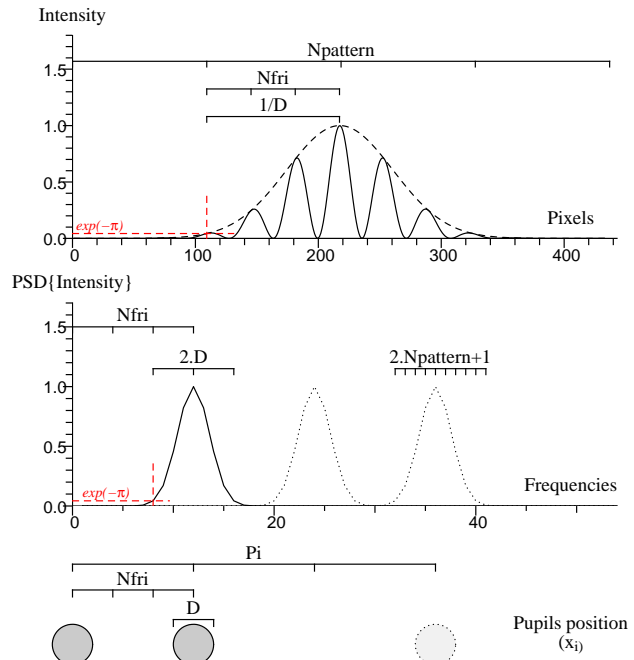 Intensity
Npattern
1.5
Nfri
1/D
1.0
0.5
exp(−π)
Pixels
0.0
0 100 200 300 400
PSD{Intensity}
Nfri
1.5
2.D 2.Npattern+1
1.0
0.5
exp(−π)
Frequencies
0.0
0 20 40
Pi
Nfri
D
Pupils position
(xi)